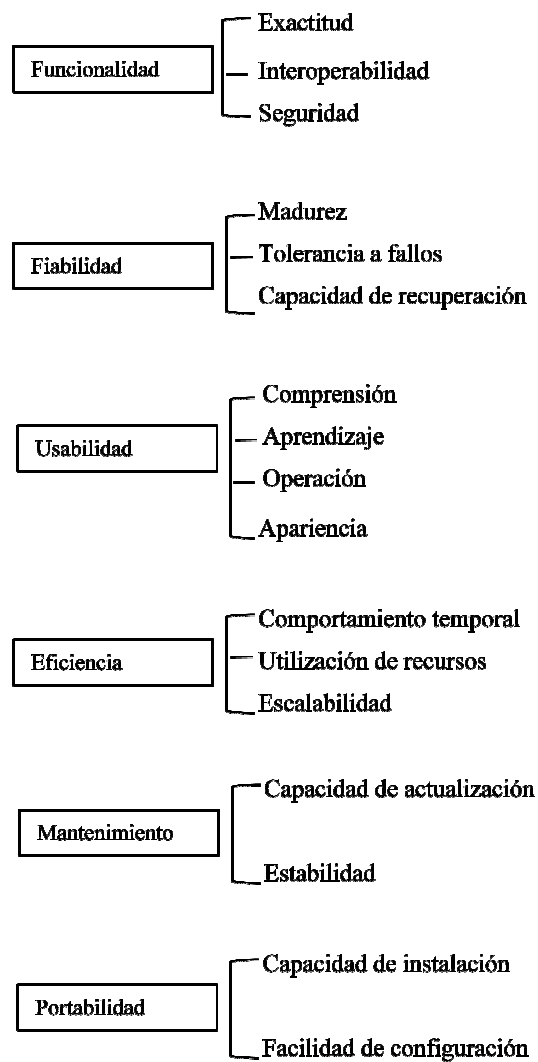 Funcionalidad
Exactitud
Interoperabilidad
Seguridad
Fiabilidad
Madurez
Tolerancia a fallos
Capacidad de recuperación
Usabilidad
Comprensión
Aprendizaje
Operación
Apariencia
Eficiencia
Comportamiento temporal
Utilización de recursos
Escalabilidad
Mantenimiento
Capacidad de actualización
Estabilidad
Portabilidad
Capacidad de instalación
Facilidad de configuración